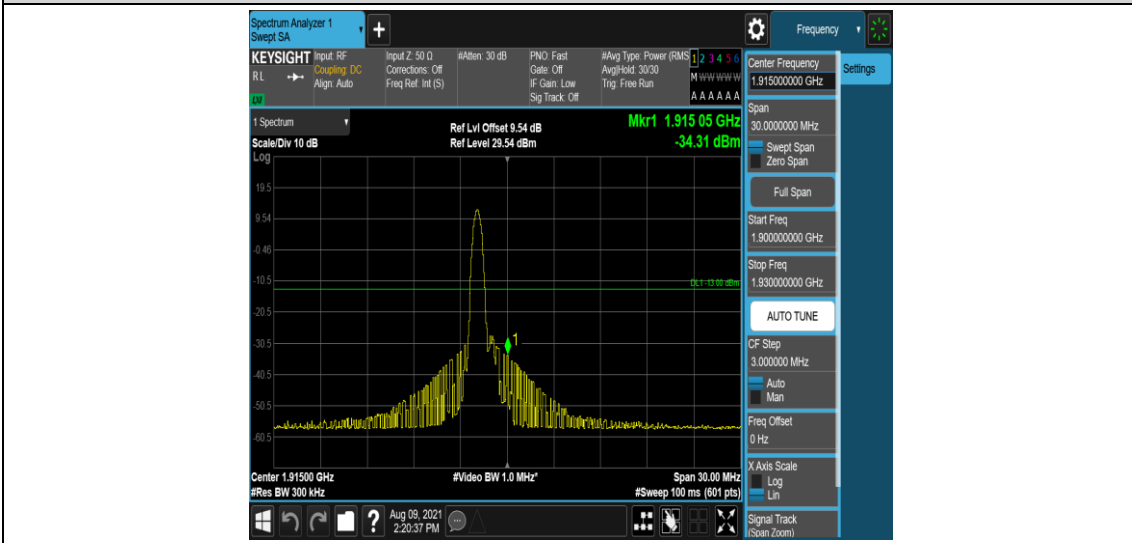 Spectrum Analyzer 1
Swept SA
+
Frequency
KEYSIGHT
R L
LXI
Input: RF
Coupling: DC
Align: Auto
Input Z: 50 Ω
Corrections: Off
Freq Ref: Int (S)
#Atten: 30 dB
PNO: Fast
Gate: Off
IF Gain: Low
Sig Track: Off
#Avg Type: Power (RMS
Avg|Hold: 30/30
Trig: Free Run
1 2 3 4 5 6
M W W W W W
A A A A A A
1 Spectrum
Scale/Div 10 dB
Log
Ref Lvl Offset 9.54 dB
Ref Level 29.54 dBm
Mkr1 1.915 05 GHz
-34.31 dBm
19.5
9.54
-0.46
-10.5
DL1 -13.00 dBm
-20.5
-30.5
1
-40.5
-50.5
-60.5
Center 1.91500 GHz
#Video BW 1.0 MHz*
Span 30.00 MHz
#Res BW 300 kHz
#Sweep 100 ms (601 pts)
?
Aug 09, 2021
2:20:37 PM
Center Frequency
1.915000000 GHz
Settings
Span
30.0000000 MHz
Swept Span
Zero Span
Full Span
Start Freq
1.900000000 GHz
Stop Freq
1.930000000 GHz
AUTO TUNE
CF Step
3.000000 MHz
Auto
Man
Freq Offset
0 Hz
X Axis Scale
Log
Lin
Signal Track
(Span Zoom)